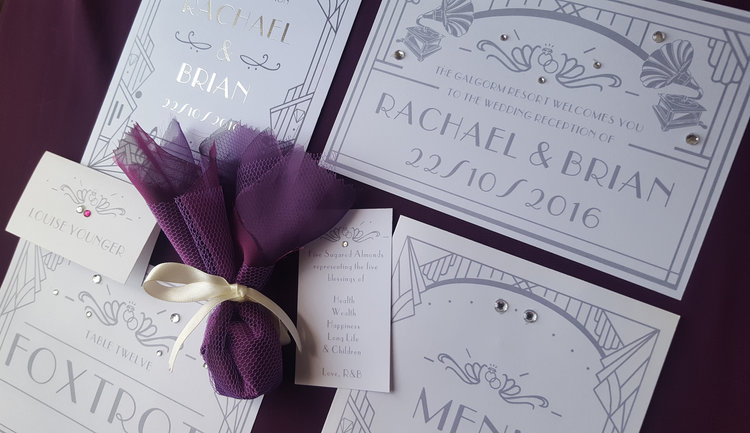 RACHAEL
&
BRIAN
22/10/2016
THE GALGORM RESORT WELCOMES YOU
TO THE WEDDING RECEPTION OF
RACHAEL & BRIAN
22/10/2016
LOUISE YOUNGER
TABLE TWELVE
FOXTROT
Five Sugared Almonds
representing the five
blessings of
Health
Wealth
Happiness
Long Life
& Children
Love, R&B
MENU